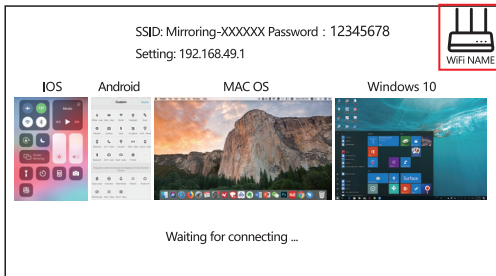 SSID: Mirroring-XXXXXX Password : 12345678
Setting: 192.168.49.1
WiFi NAME
IOS Android MAC OS Windows 10
Waiting for connecting ...